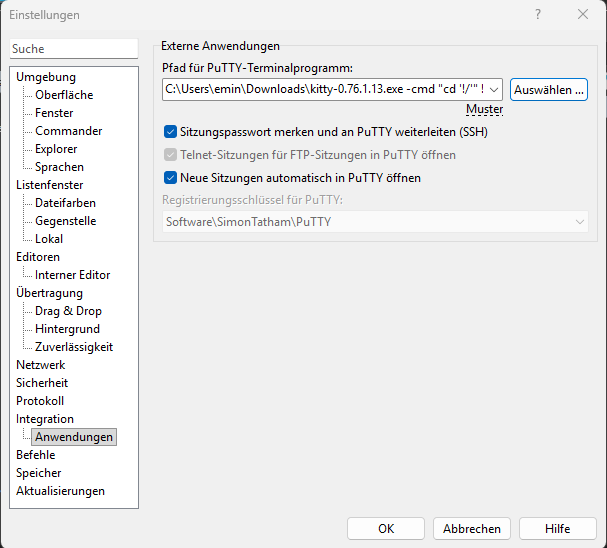 Einstellungen
?
Suche
Umgebung
Oberfläche
Fenster
Commander
Explorer
Sprachen
Listenfenster
Dateifarben
Gegenstelle
Lokal
Editoren
Interner Editor
Übertragung
Drag & Drop
Hintergrund
Zuverlässigkeit
Netzwerk
Sicherheit
Protokoll
Integration
Anwendungen
Befehle
Speicher
Aktualisierungen
Externe Anwendungen
Pfad für PuTTY-Terminalprogramm:
C:\Users\emin\Downloads\kitty-0.76.1.13.exe -cmd "cd '!/'" !
Auswählen ...
Muster
Sitzungspasswort merken und an PuTTY weiterleiten (SSH)
Telnet-Sitzungen für FTP-Sitzungen in PuTTY öffnen
Neue Sitzungen automatisch in PuTTY öffnen
Registrierungsschlüssel für PuTTY:
Software\SimonTatham\PuTTY
OK
Abbrechen
Hilfe